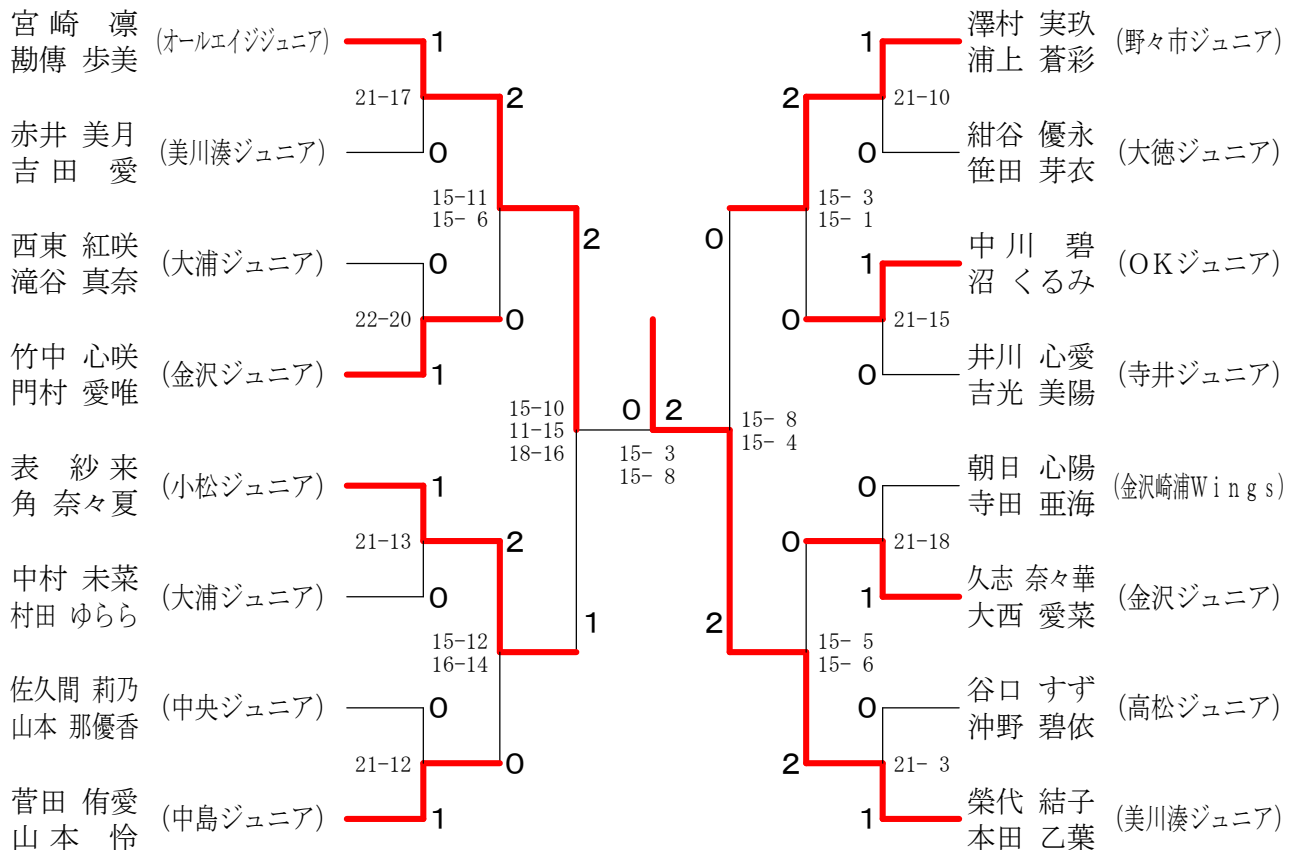 宮崎 凛
勘傳 歩美
(オールエイジジュニア)
1
21-17
赤井 美月
吉田 愛
(美川湊ジュニア)
0
2
15-11
15- 6
西東 紅咲
滝谷 真奈
(大浦ジュニア)
0
22-20
竹中 心咲
門村 愛唯
(金沢ジュニア)
1
0
2
15-10
11-15
18-16
表 紗来
角 奈々夏
(小松ジュニア)
1
21-13
中村 未菜
村田 ゆらら
(大浦ジュニア)
0
2
15-12
16-14
佐久間 莉乃
山本 那優香
(中央ジュニア)
0
21-12
菅田 侑愛
山本 怜
(中島ジュニア)
1
0
1
0 2
15- 3
15- 8
澤村 実玖
浦上 蒼彩
(野々市ジュニア)
1
21-10
紺谷 優永
笹田 芽衣
(大徳ジュニア)
0
2
15- 3
15- 1
中川 碧
沼 くるみ
(OKジュニア)
1
21-15
井川 心愛
吉光 美陽
(寺井ジュニア)
0
0
0
15- 8
15- 4
朝日 心陽
寺田 亜海
(金沢崎浦Wings)
0
21-18
久志 奈々華
大西 愛菜
(金沢ジュニア)
1
0
15- 5
15- 6
谷口 すず
沖野 碧依
(高松ジュニア)
0
21- 3
榮代 結子
本田 乙葉
(美川湊ジュニア)
1
2
2